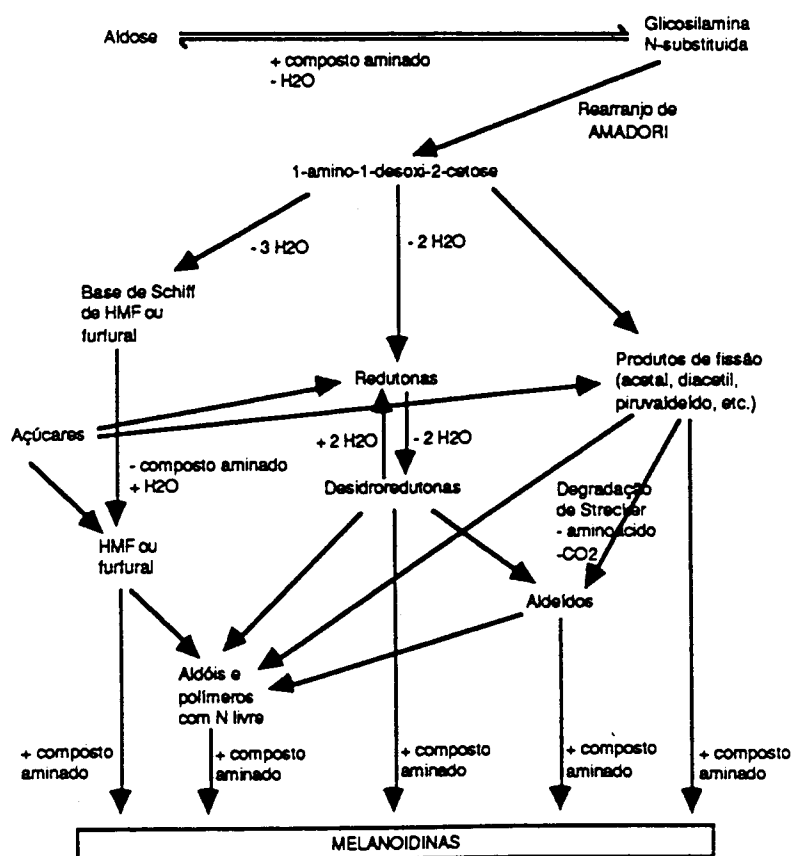 Aldose
Glicosilamina
N-substituida
+ composto aminado
- H2O
Rearranjo de
AMADORI
1-amino-1-desoxi-2-cetose
- 3 H2O
- 2 H2O
Base de Schiff
de HMF ou
furfural
Redutonas
Produtos de fissão
(acetal, diacetil,
piruvaldeído, etc.)
Açúcares
+ 2 H2O
- 2 H2O
- composto aminado
+ H2O
Desidroredutonas
Degradação
de Strecker
- aminoácido
-CO2
HMF ou
furfural
Aldeídos
Aldóis e
polímeros
com N livre
+ composto
aminado
+ composto
aminado
+ composto
aminado
+ composto
aminado
+ composto
aminado
MELANOIDINAS